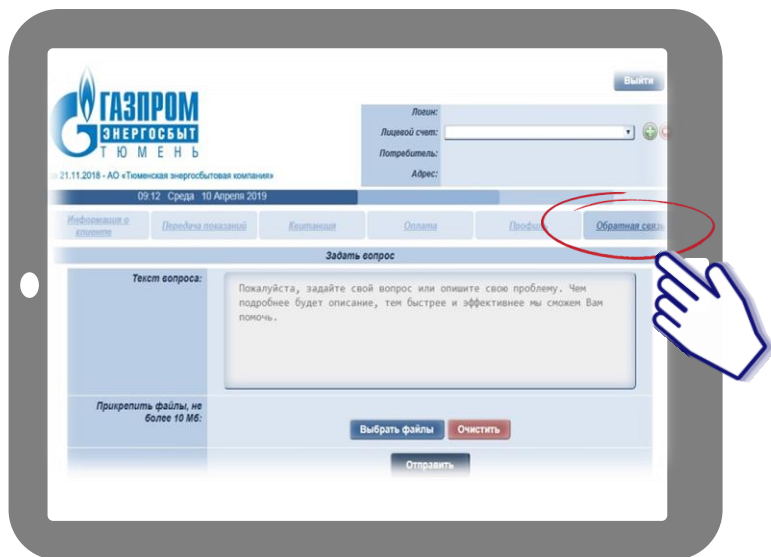 Выйти
ГАЗПРОМ
ЭНЕРГОСБЫТ
ТЮМЕНЬ
Логин:
Лицевой счет:
Потребитель:
Адрес:
21.11.2018 - АО «Тюменская энергосбытовая компания»
09:12 Среда 10 Апреля 2019
Информация о клиенте
Передача показаний
Квитанция
Оплата
Профиль
Обратная связь
Задать вопрос
Текст вопроса:
Пожалуйста, задайте свой вопрос или опишите свою проблему. Чем
подробнее будет описание, тем быстрее и эффективнее мы сможем Вам
помочь.
Прикрепить файлы, не
более 10 Мб:
Выбрать файлы
Очистить
Отправить